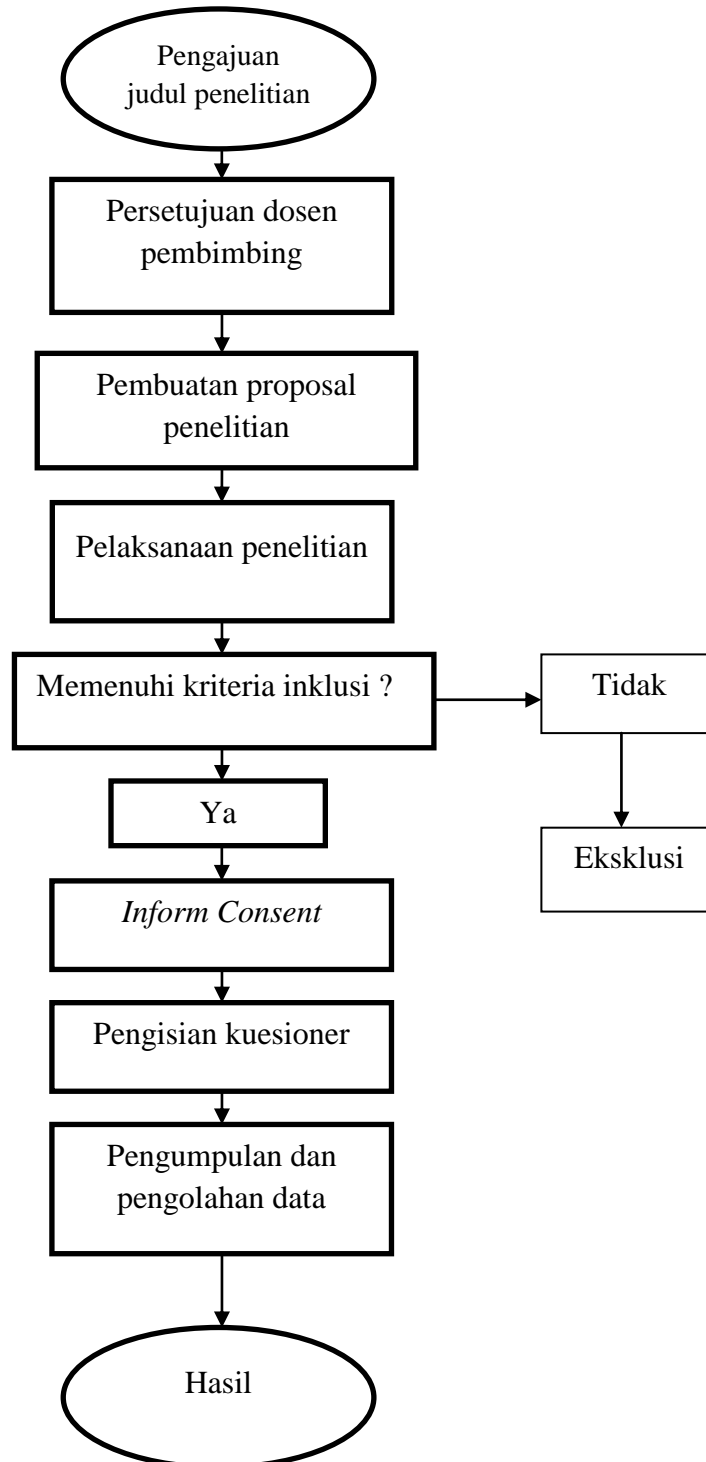 Pengajuan
judul penelitian
Persetujuan dosen
pembimbing
Pembuatan proposal
penelitian
Pelaksanaan penelitian
Memenuhi kriteria inklusi ?
Tidak
Ya
Eksklusi
Inform Consent
Pengisian kuesioner
Pengumpulan dan
pengolahan data
Hasil